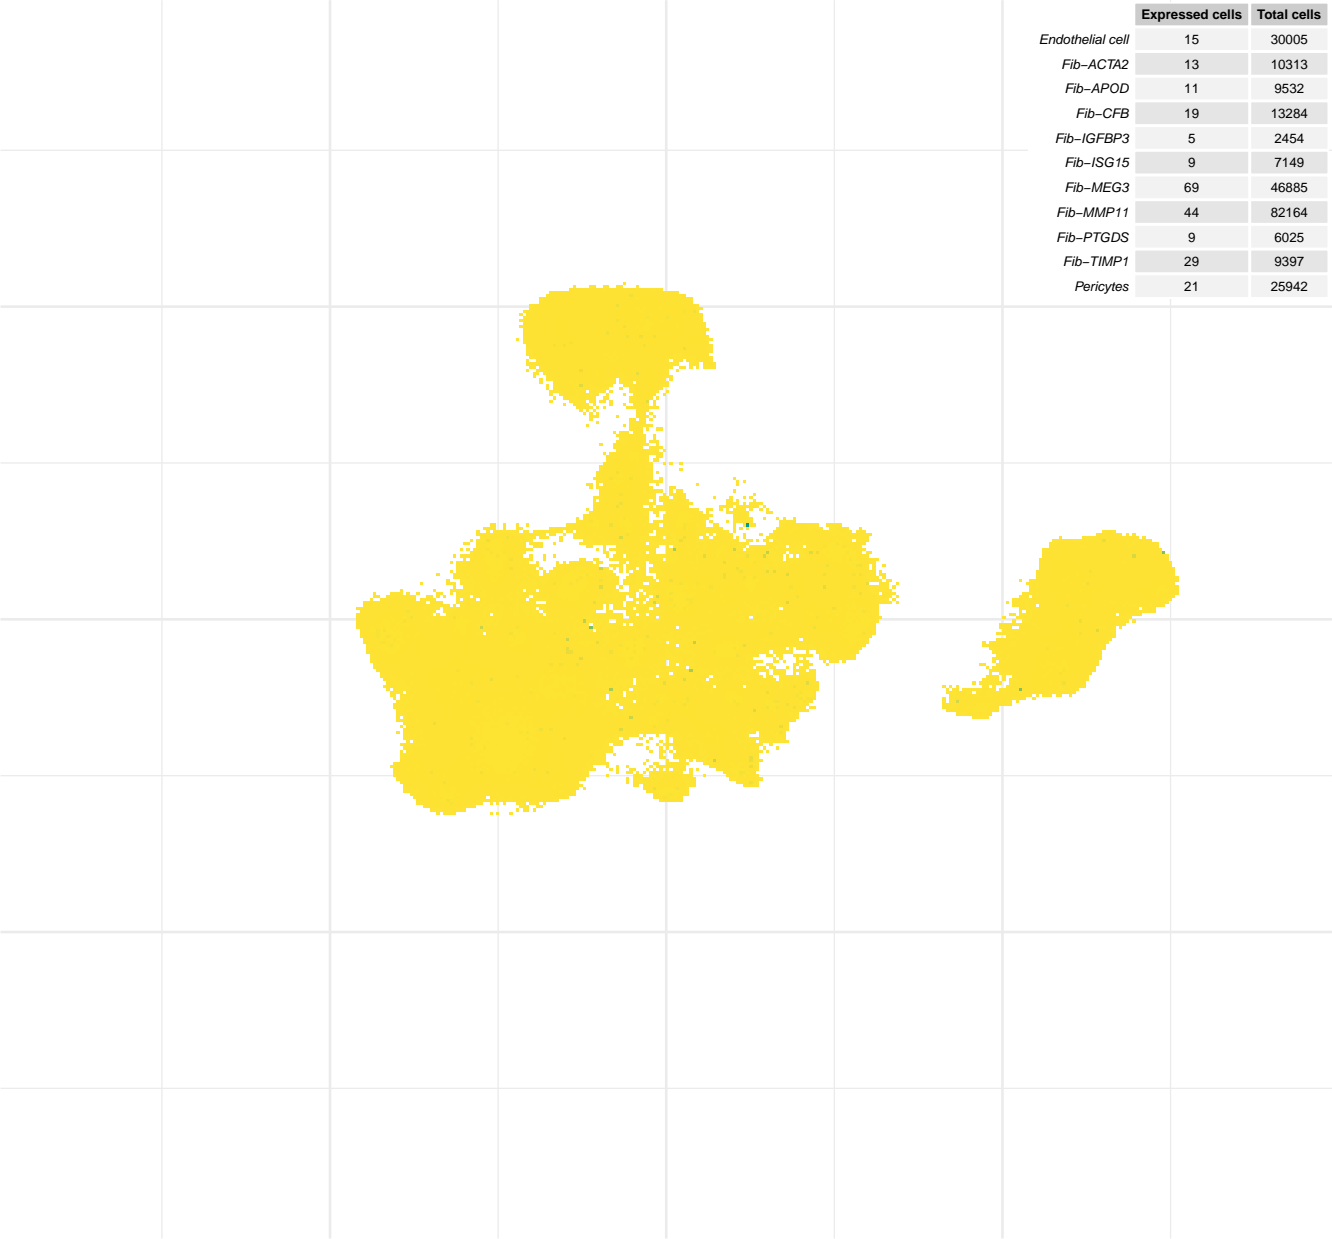 Expressed cells Total cells
Endothelial cell 15 30005
Fib−ACTA2 13 10313
Fib−APOD 11 9532
Fib−CFB 19 13284
Fib−IGFBP3 5 2454
Fib−ISG15 9 7149
Fib−MEG3 69 46885
Fib−MMP11 44 82164
Fib−PTGDS 9 6025
Fib−TIMP1 29 9397
Pericytes 21 25942